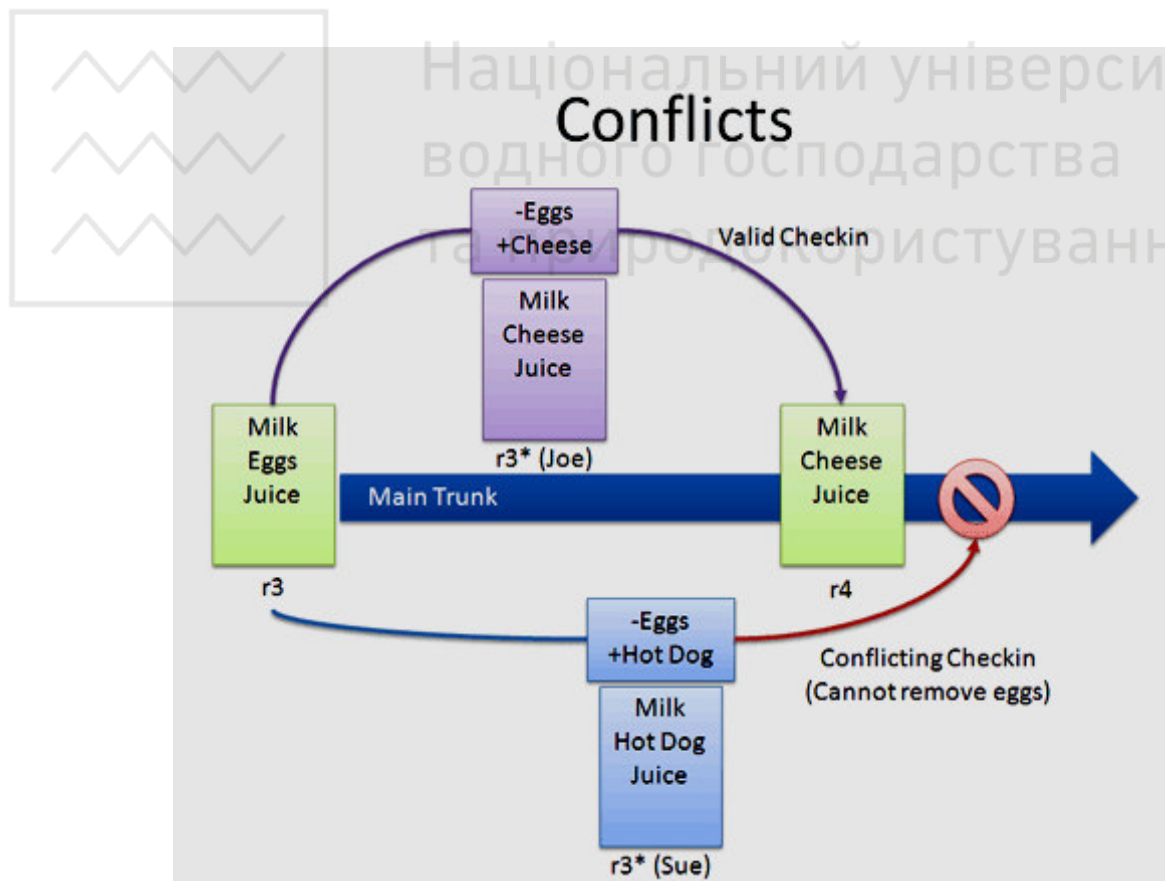 Національний універси
водного господарства
та природокористуванн
Conflicts
-Eggs
+Cheese
Valid Checkin
Milk
Cheese
Juice
r3* (Joe)
Milk
Eggs
Juice
r3
Main Trunk
Milk
Cheese
Juice
r4
-Eggs
+Hot Dog
Conflicting Checkin
(Cannot remove eggs)
Milk
Hot Dog
Juice
r3* (Sue)